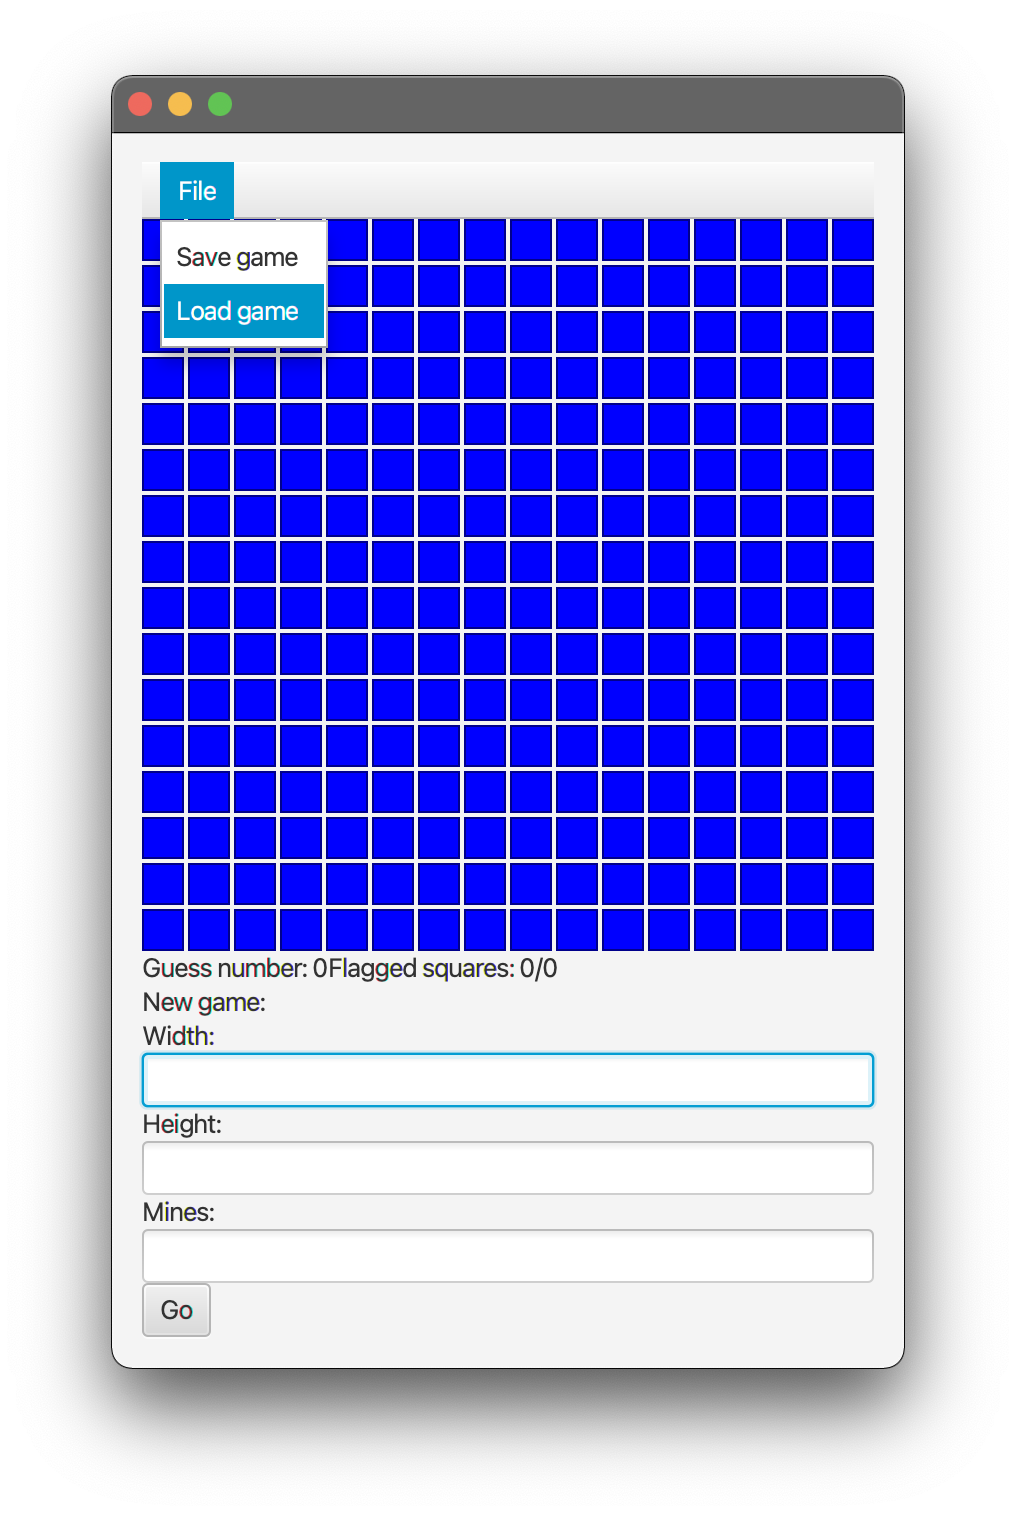 File
Save game
Load game
Guess number: 0Flagged squares: 0/0
New game:
Width:
Height:
Mines:
Go